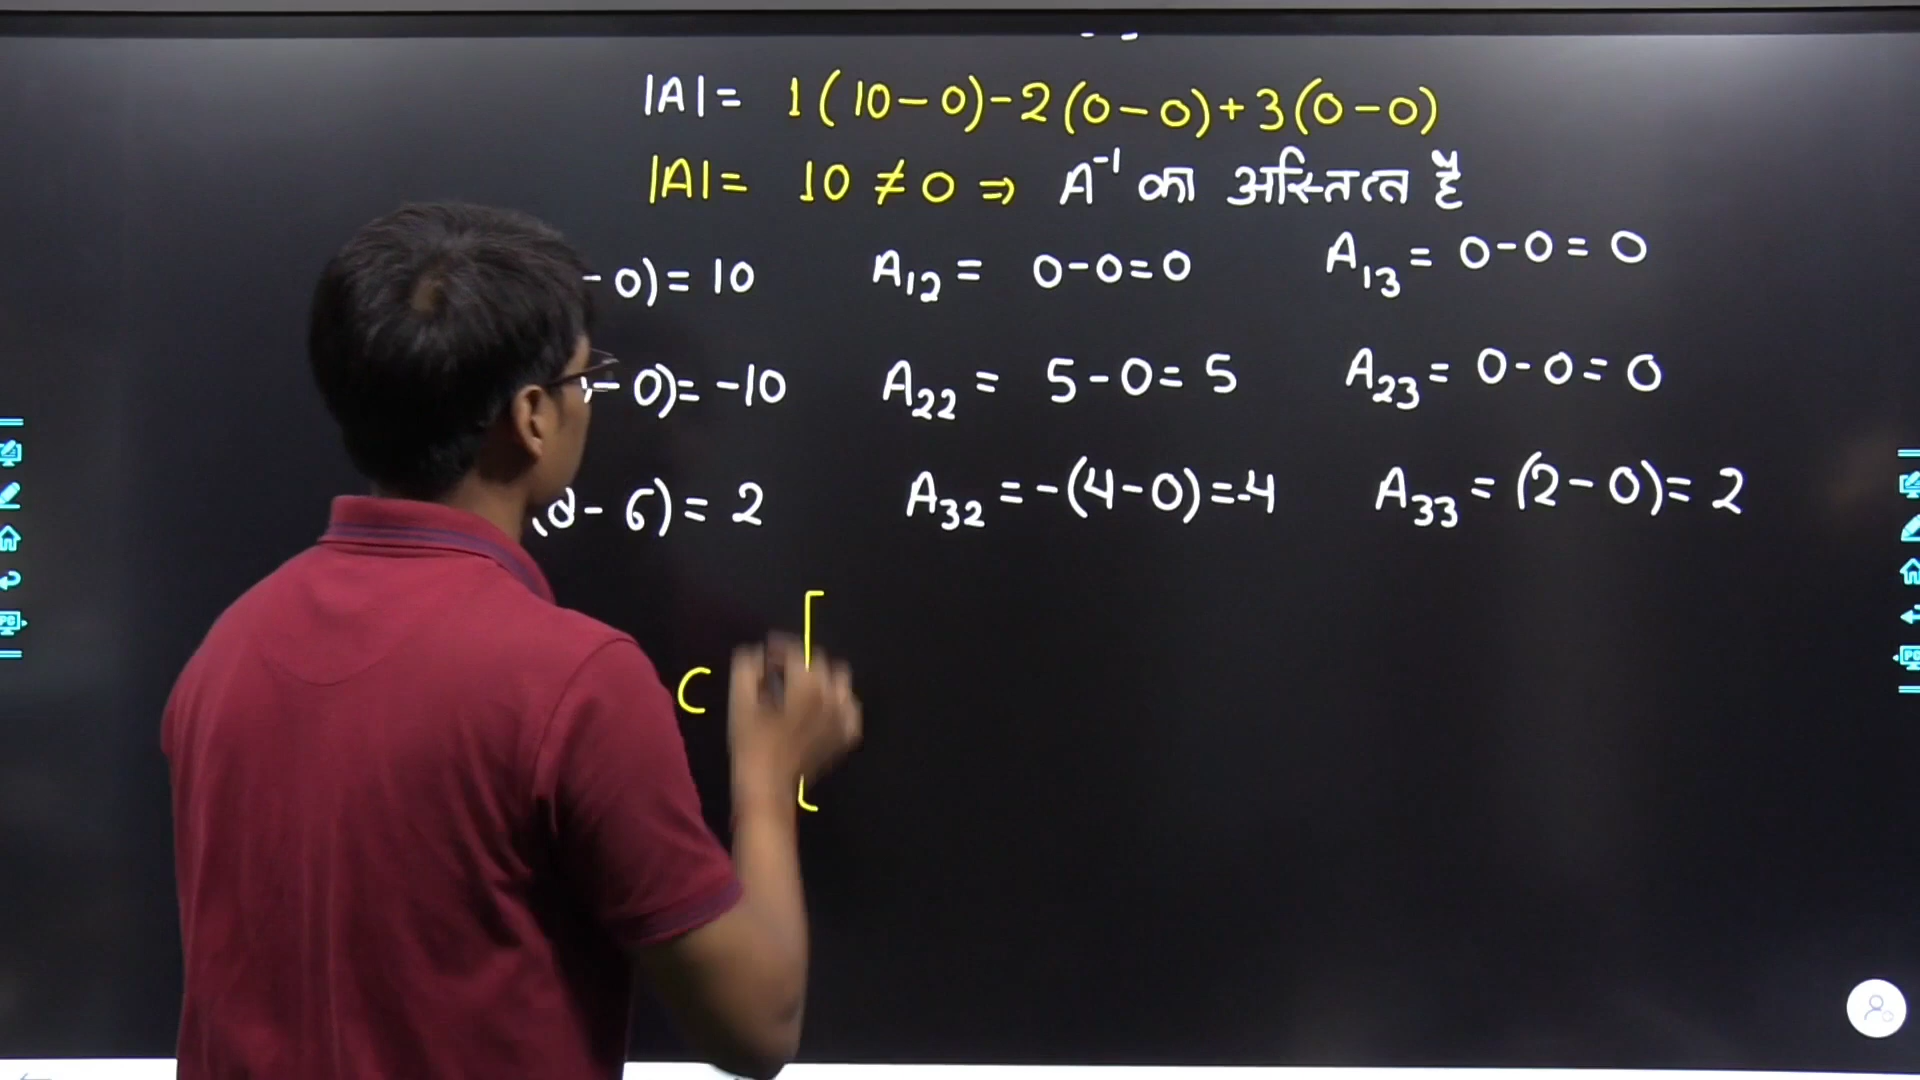 |A| = 1(10-0)-2(0-0)+3(0-0)
|A| = 10 ≠ 0 ⇒ A⁻¹ का अस्तित्व है
-0)= 10 A₁₂ = 0-0=0 A₁₃ = 0-0= 0
-0)= -10 A₂₂ = 5-0= 5 A₂₃= 0-0= 0
- 6)= 2 A₃₂ =-(4-0)=-4 A₃₃ = (2-0)= 2
C [